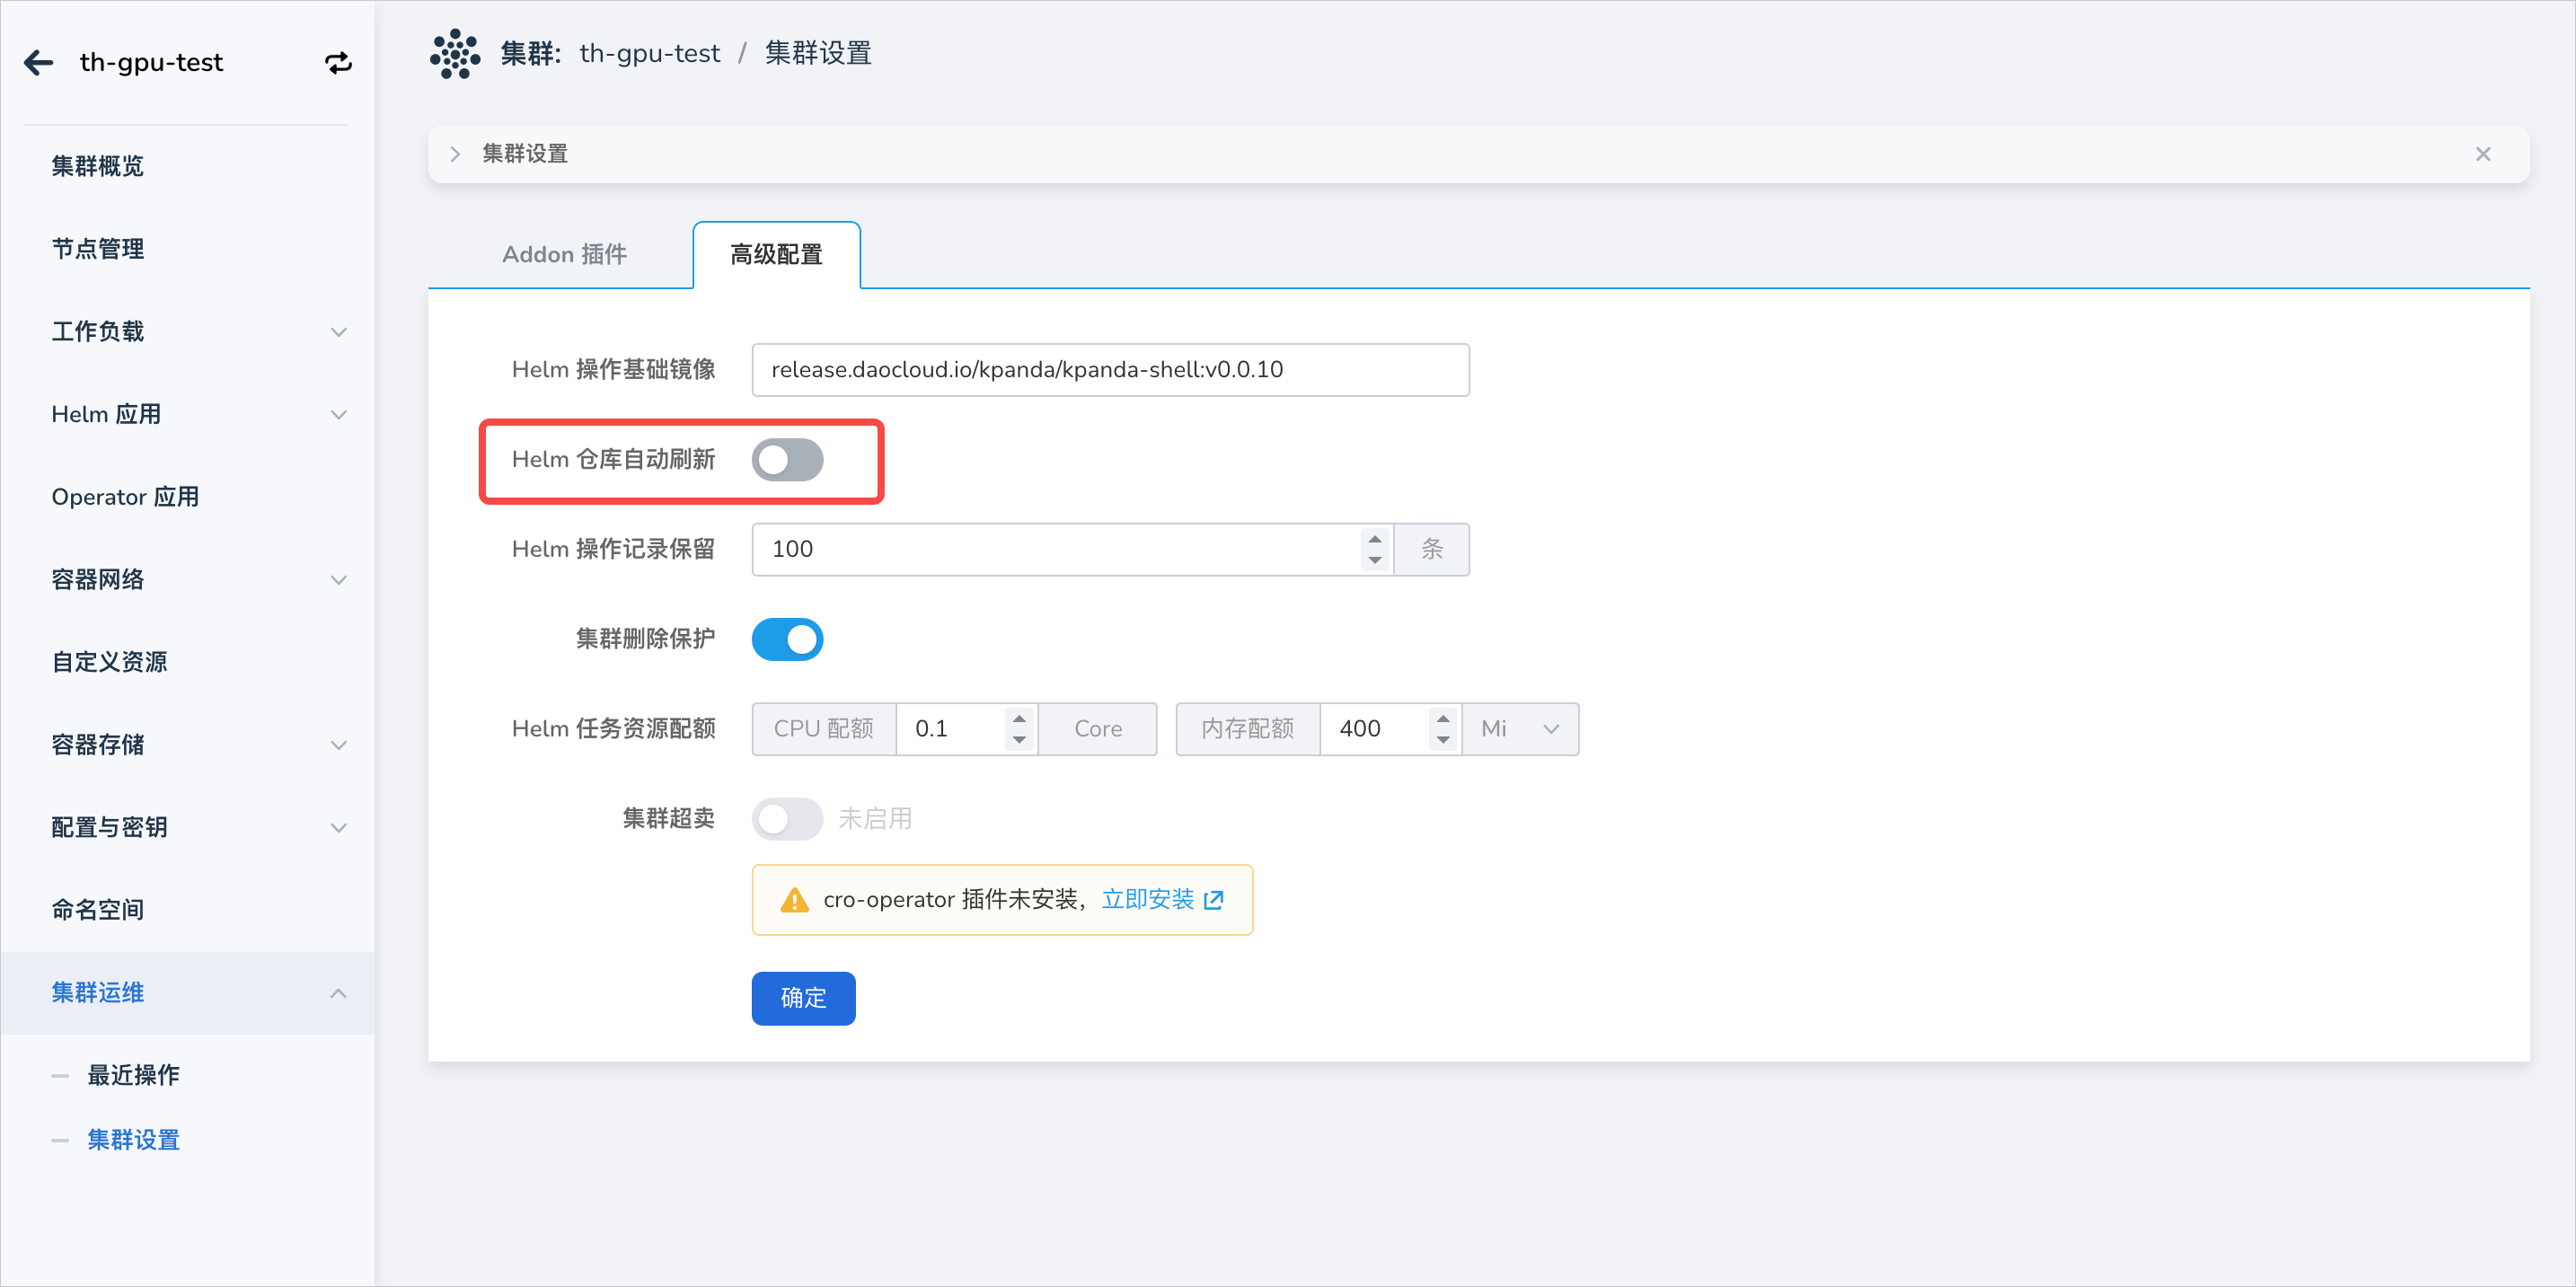 th-gpu-test
集群概览
节点管理
工作负载
Helm 应用
Operator 应用
容器网络
自定义资源
容器存储
配置与密钥
命名空间
集群运维
最近操作
集群设置
集群: th-gpu-test / 集群设置
集群设置
Addon 插件 高级配置
Helm 操作基础镜像 release.daocloud.io/kpanda/kpanda-shell:v0.0.10
Helm 仓库自动刷新
Helm 操作记录保留 100 条
集群删除保护
Helm 任务资源配额 CPU 配额 0.1 Core 内存配额 400 Mi
集群超卖 未启用
cro-operator 插件未安装，立即安装
确定